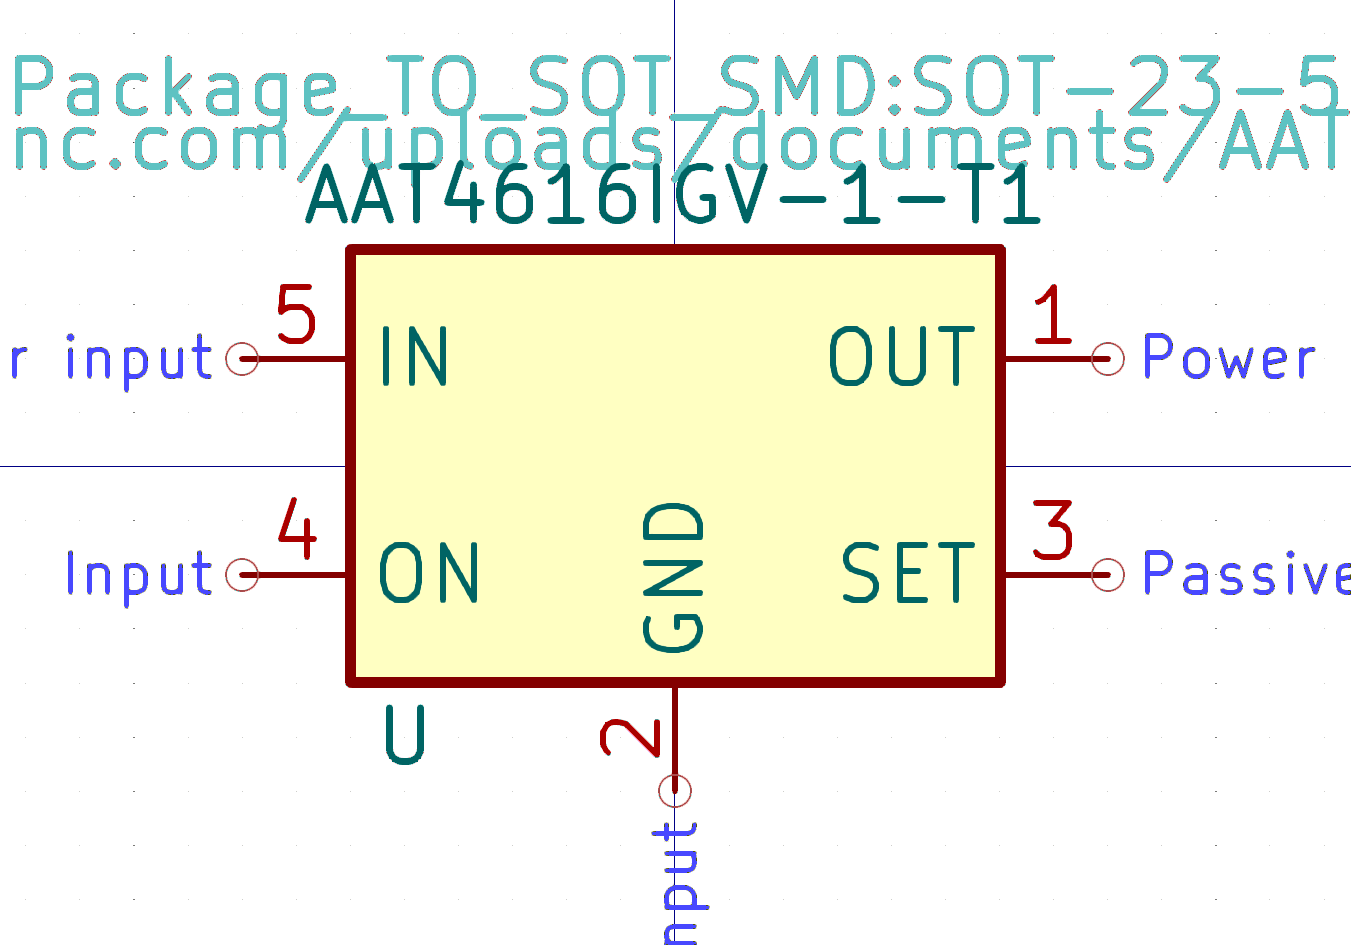 Package_TO_SOT_SMD:SOT-23-5
nc.com/uploads/documents/AAT
AAT4616IGV-1-T1
5 1
r input IN OUT Power
4 3
Input ON GND SET Passive
U 2
nput